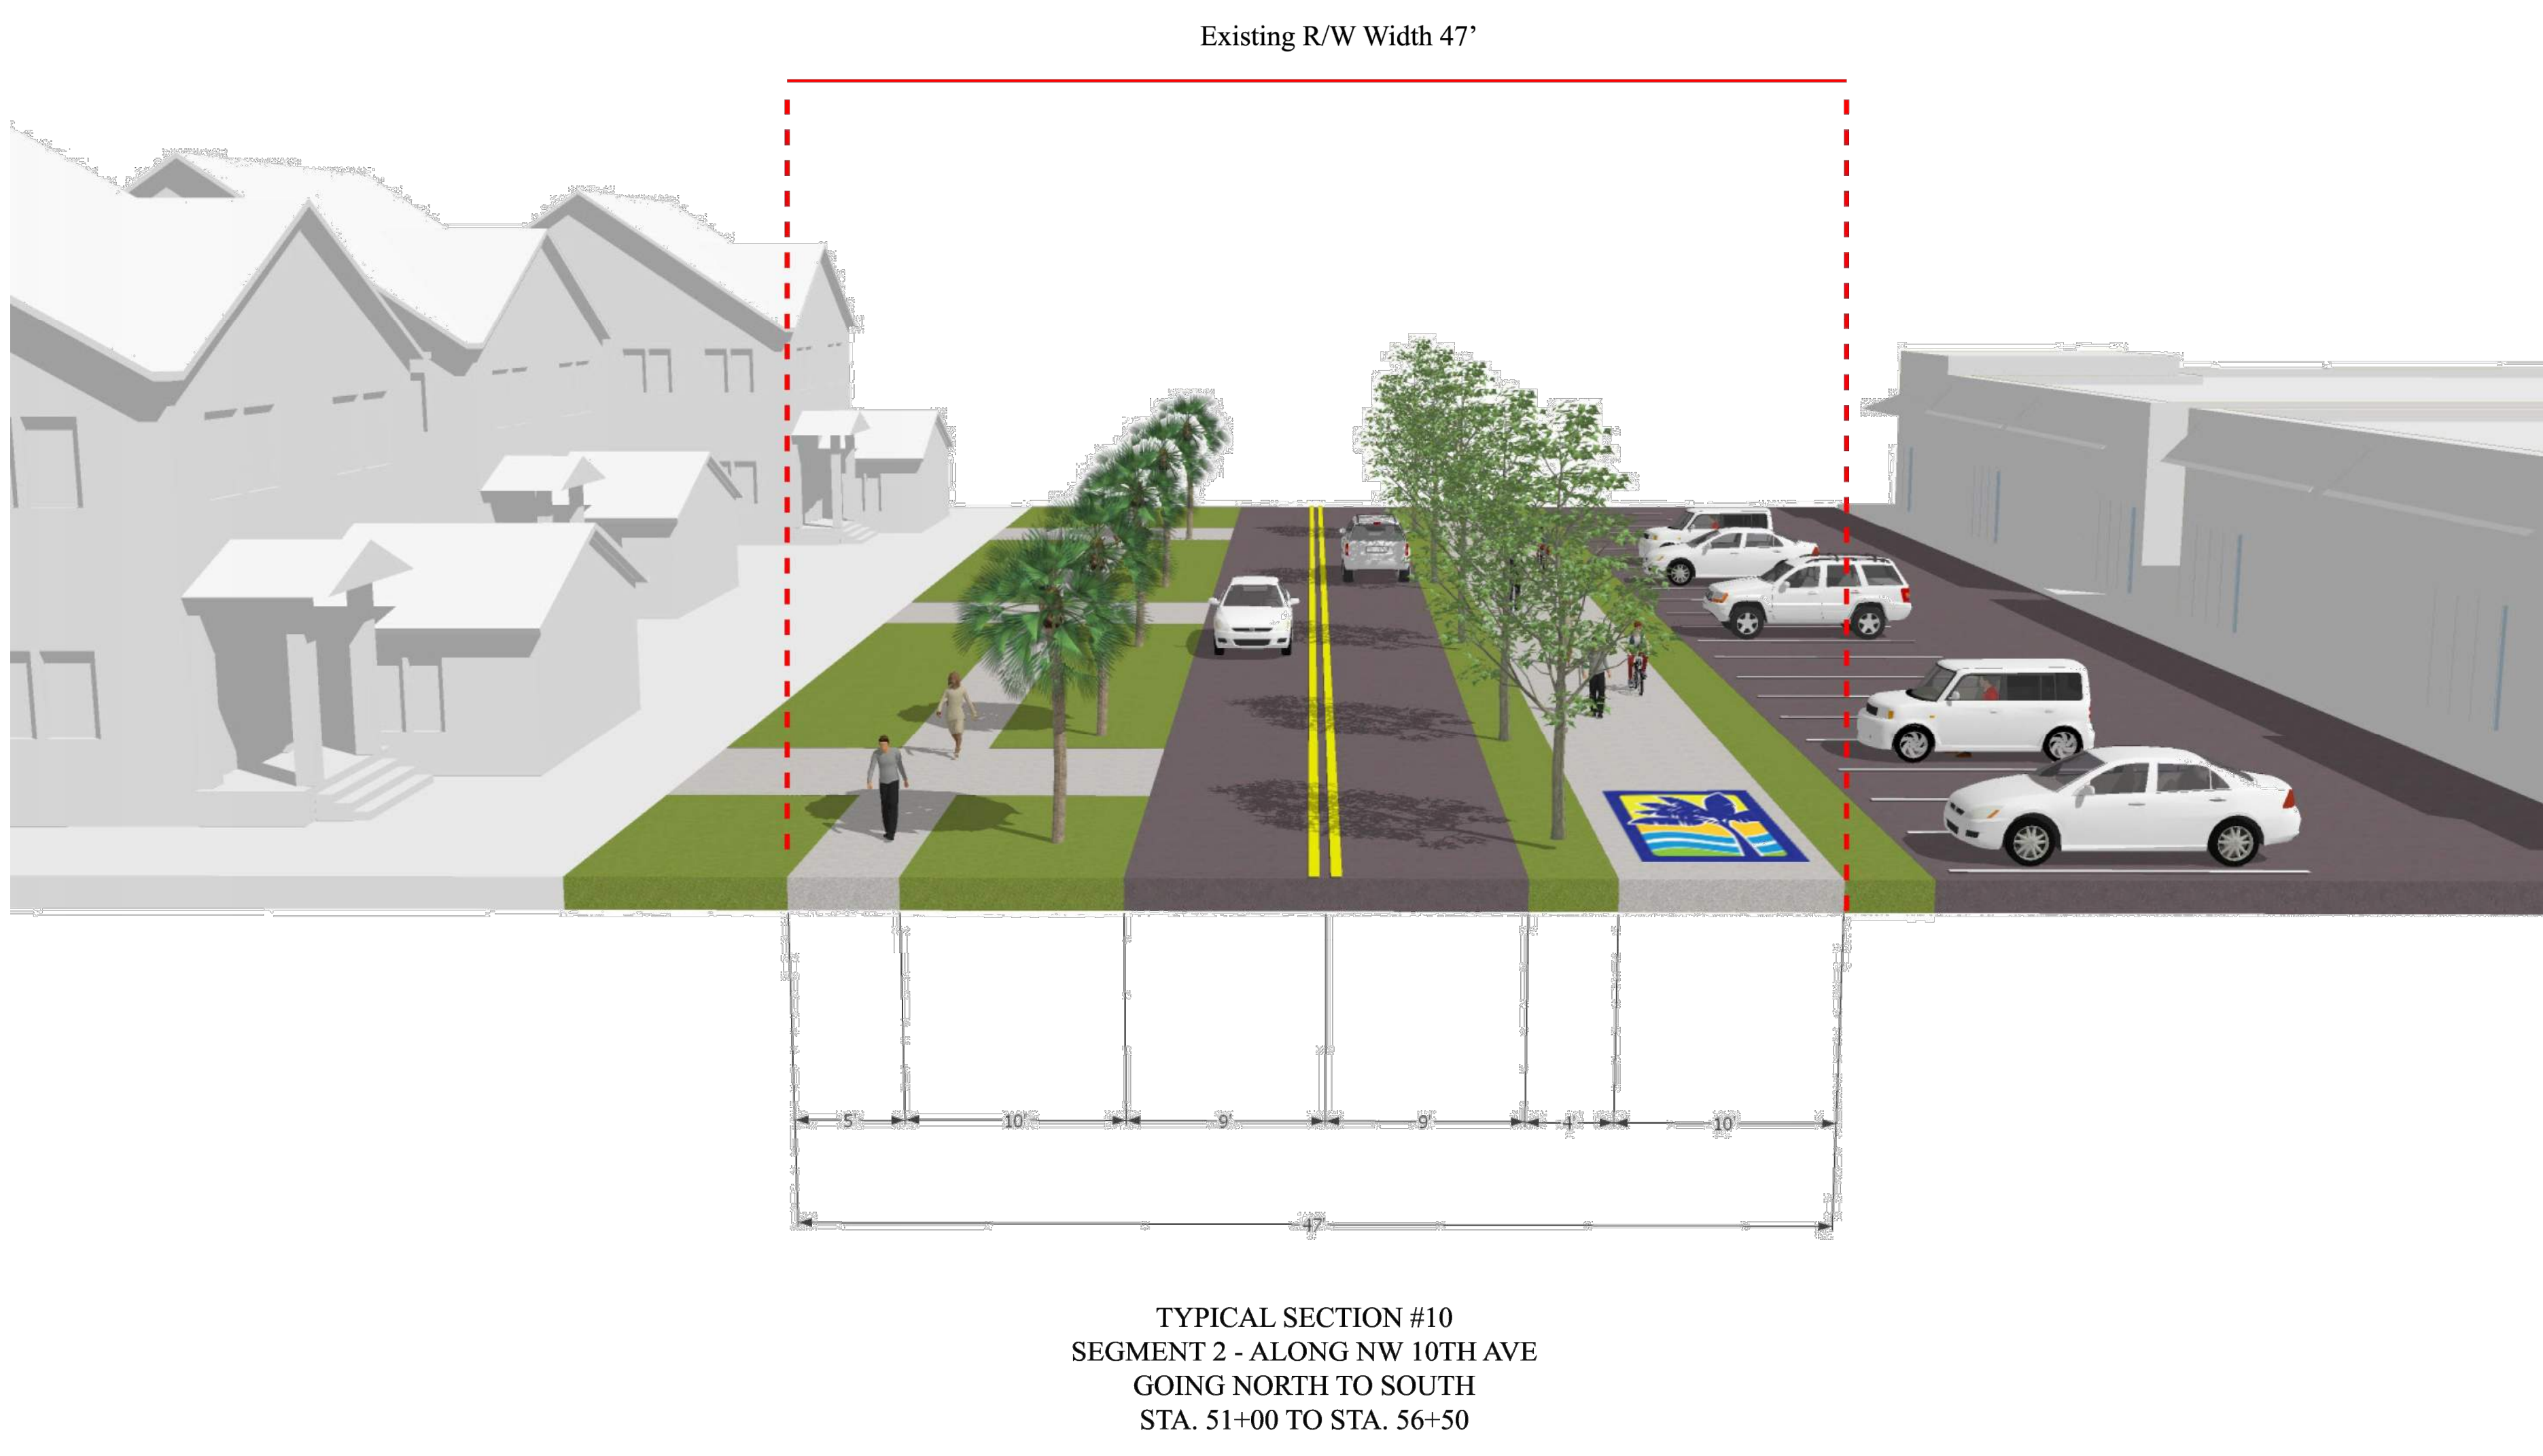 Existing R/W Width 47’
5'
10'
9'
9'
4'
10'
47'
TYPICAL SECTION #10
SEGMENT 2 - ALONG NW 10TH AVE
GOING NORTH TO SOUTH
STA. 51+00 TO STA. 56+50